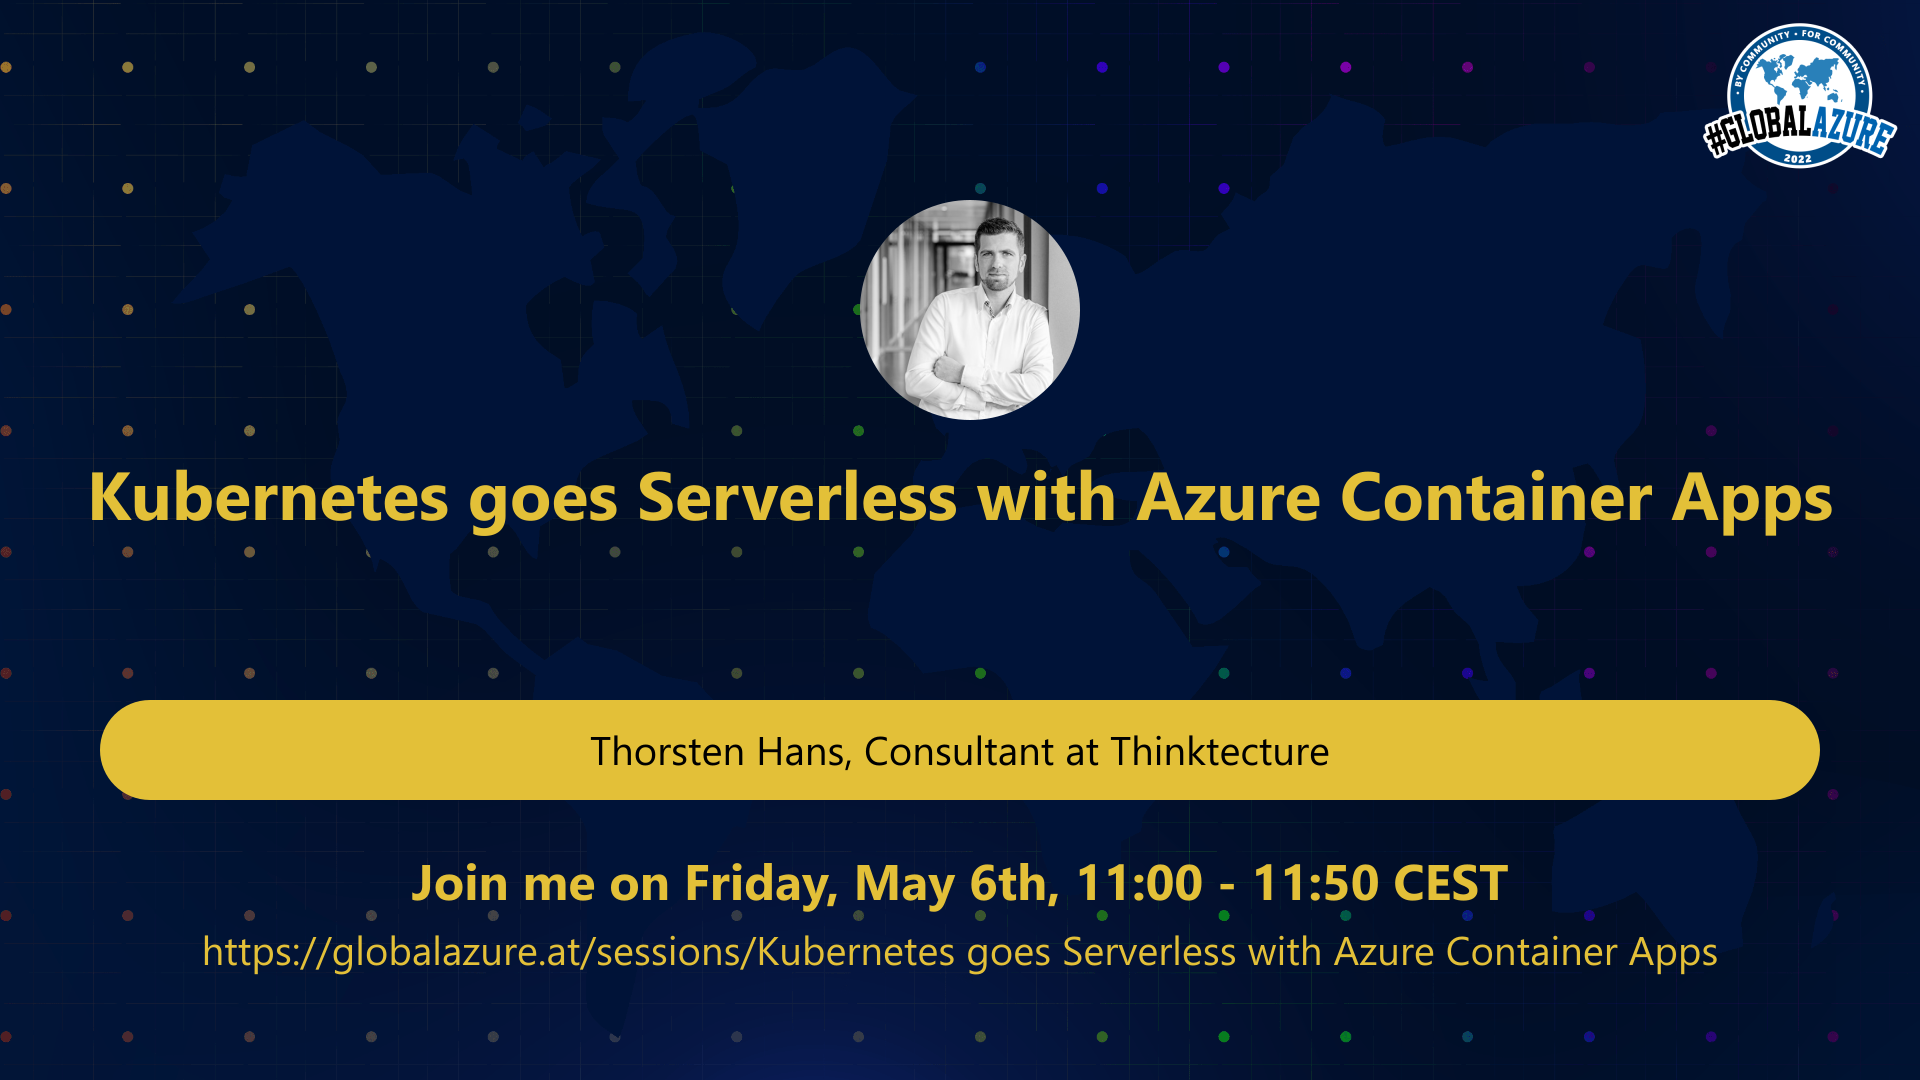 • BY COMMUNITY • FOR COMMUNITY •
#GLOBALAZURE
2022
Kubernetes goes Serverless with Azure Container Apps
Thorsten Hans, Consultant at Thinktecture
Join me on Friday, May 6th, 11:00 - 11:50 CEST
https://globalazure.at/sessions/Kubernetes goes Serverless with Azure Container Apps